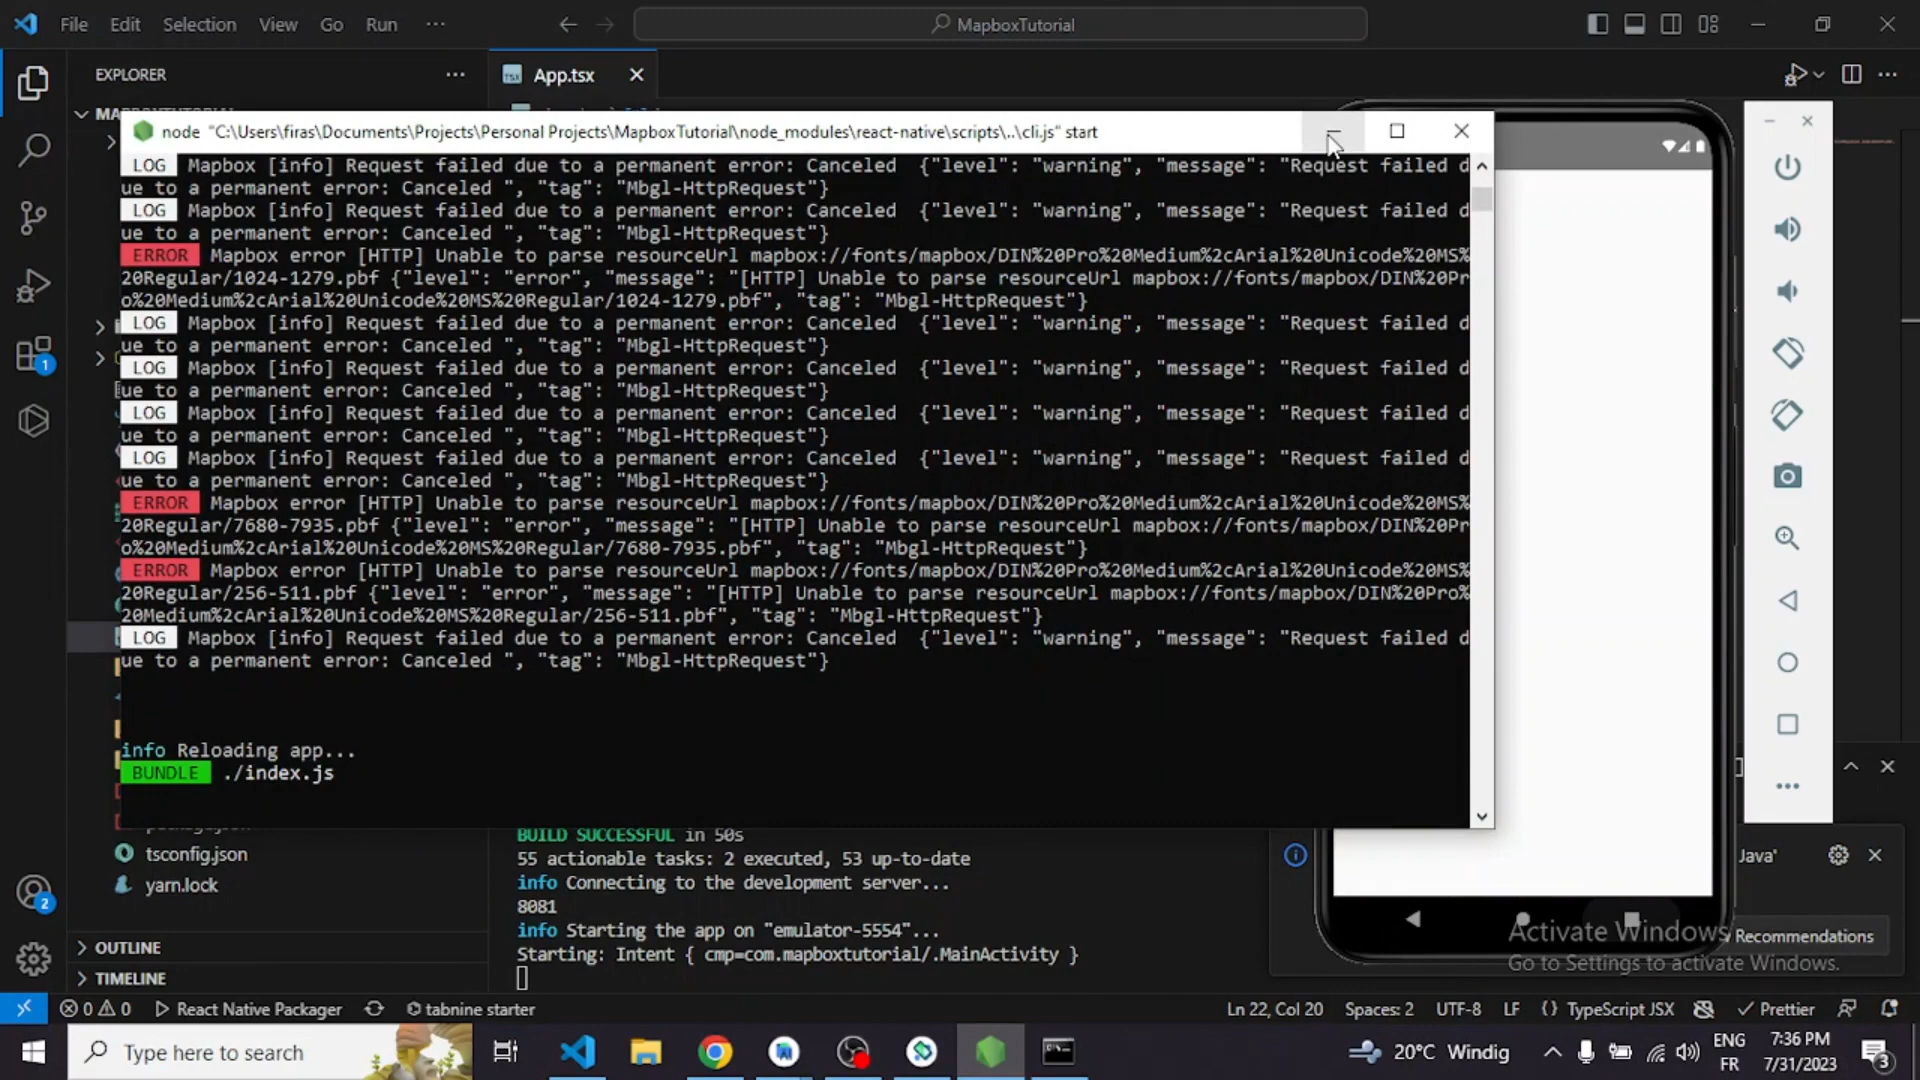 File Edit Selection View Go Run ··· MapboxTutorial
EXPLORER ···
App.tsx
node "C:\Users\firas\Documents\Projects\Personal Projects\MapboxTutorial\node_modules\react-native\scripts\..\cli.js" start
LOG Mapbox [info] Request failed due to a permanent error: Canceled {"level": "warning", "message": "Request failed d
ue to a permanent error: Canceled ", "tag": "Mbgl-HttpRequest"}
LOG Mapbox [info] Request failed due to a permanent error: Canceled {"level": "warning", "message": "Request failed d
ue to a permanent error: Canceled ", "tag": "Mbgl-HttpRequest"}
ERROR Mapbox error [HTTP] Unable to parse resourceUrl mapbox://fonts/mapbox/DIN%20Pro%20Medium%2cArial%20Unicode%20MS%
20Regular/1024-1279.pbf {"level": "error", "message": "[HTTP] Unable to parse resourceUrl mapbox://fonts/mapbox/DIN%20Pr
o%20Medium%2cArial%20Unicode%20MS%20Regular/1024-1279.pbf", "tag": "Mbgl-HttpRequest"}
LOG Mapbox [info] Request failed due to a permanent error: Canceled {"level": "warning", "message": "Request failed d
ue to a permanent error: Canceled ", "tag": "Mbgl-HttpRequest"}
LOG Mapbox [info] Request failed due to a permanent error: Canceled {"level": "warning", "message": "Request failed d
ue to a permanent error: Canceled ", "tag": "Mbgl-HttpRequest"}
LOG Mapbox [info] Request failed due to a permanent error: Canceled {"level": "warning", "message": "Request failed d
ue to a permanent error: Canceled ", "tag": "Mbgl-HttpRequest"}
LOG Mapbox [info] Request failed due to a permanent error: Canceled {"level": "warning", "message": "Request failed d
ue to a permanent error: Canceled ", "tag": "Mbgl-HttpRequest"}
ERROR Mapbox error [HTTP] Unable to parse resourceUrl mapbox://fonts/mapbox/DIN%20Pro%20Medium%2cArial%20Unicode%20MS%
20Regular/7680-7935.pbf {"level": "error", "message": "[HTTP] Unable to parse resourceUrl mapbox://fonts/mapbox/DIN%20Pr
o%20Medium%2cArial%20Unicode%20MS%20Regular/7680-7935.pbf", "tag": "Mbgl-HttpRequest"}
ERROR Mapbox error [HTTP] Unable to parse resourceUrl mapbox://fonts/mapbox/DIN%20Pro%20Medium%2cArial%20Unicode%20MS%
20Regular/256-511.pbf {"level": "error", "message": "[HTTP] Unable to parse resourceUrl mapbox://fonts/mapbox/DIN%20Pro%
20Medium%2cArial%20Unicode%20MS%20Regular/256-511.pbf", "tag": "Mbgl-HttpRequest"}
LOG Mapbox [info] Request failed due to a permanent error: Canceled {"level": "warning", "message": "Request failed d
ue to a permanent error: Canceled ", "tag": "Mbgl-HttpRequest"}
info Reloading app...
BUNDLE ./index.js
tsconfig.json
yarn.lock
OUTLINE
TIMELINE
BUILD SUCCESSFUL in 50s
55 actionable tasks: 2 executed, 53 up-to-date
info Connecting to the development server...
8081
info Starting the app on "emulator-5554"...
Starting: Intent { cmp=com.mapboxtutorial/.MainActivity }
Java'
Recommendations
Activate Windows
Go to Settings to activate Windows.
1
2
0 0 React Native Packager tabnine starter Ln 22, Col 20 Spaces: 2 UTF-8 LF {} TypeScript JSX Prettier
Type here to search 20°C Windig ENG FR 7:36 PM 7/31/2023 3